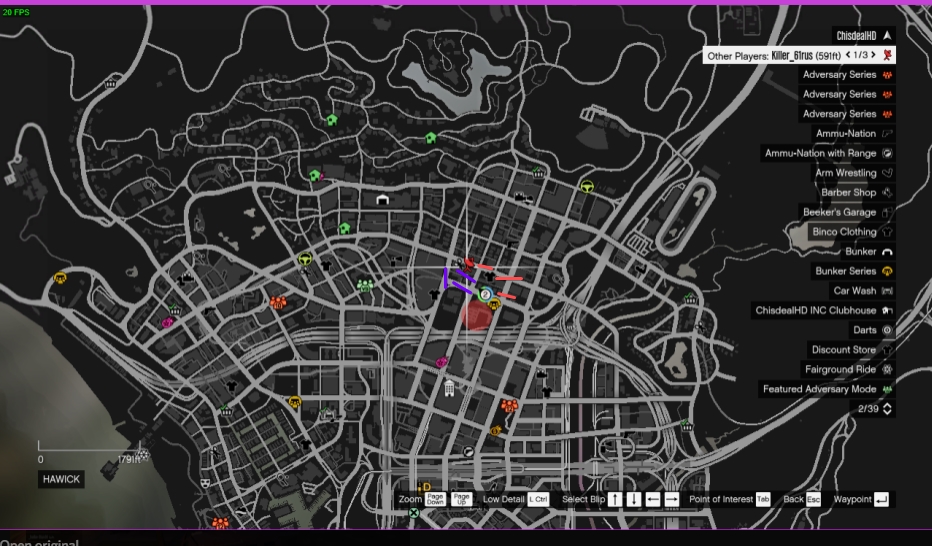 20 FPS
ChisdealHD
Other Players: Killer_61rus (591ft) < 1/3 >
Adversary Series
Adversary Series
Adversary Series
Ammu-Nation
Ammu-Nation with Range
Arm Wrestling
Barber Shop
Beeker's Garage
Binco Clothing
Bunker
Bunker Series
Car Wash
ChisdealHD INC Clubhouse
Darts
Discount Store
Fairground Ride
Featured Adversary Mode
2/39
0 1791ft
HAWICK
D
Zoom Page Down Page Up Low Detail L Ctrl Select Blip ↑ ↓ ← → Point of Interest Tab Back Esc Waypoint
Open original